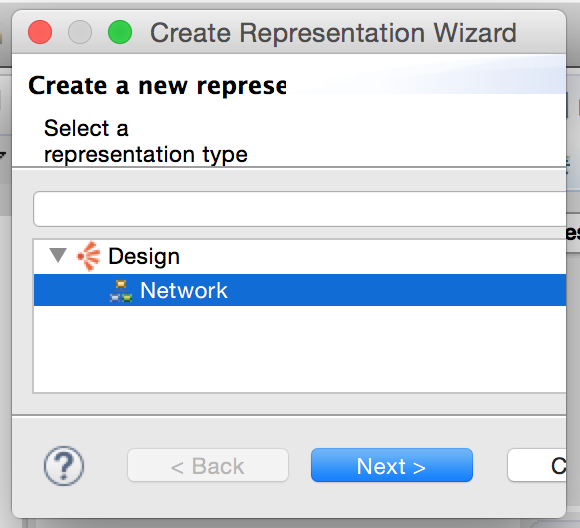 Create Representation Wizard
Create a new represe
Select a
representation type
Design
Network
< Back
Next >